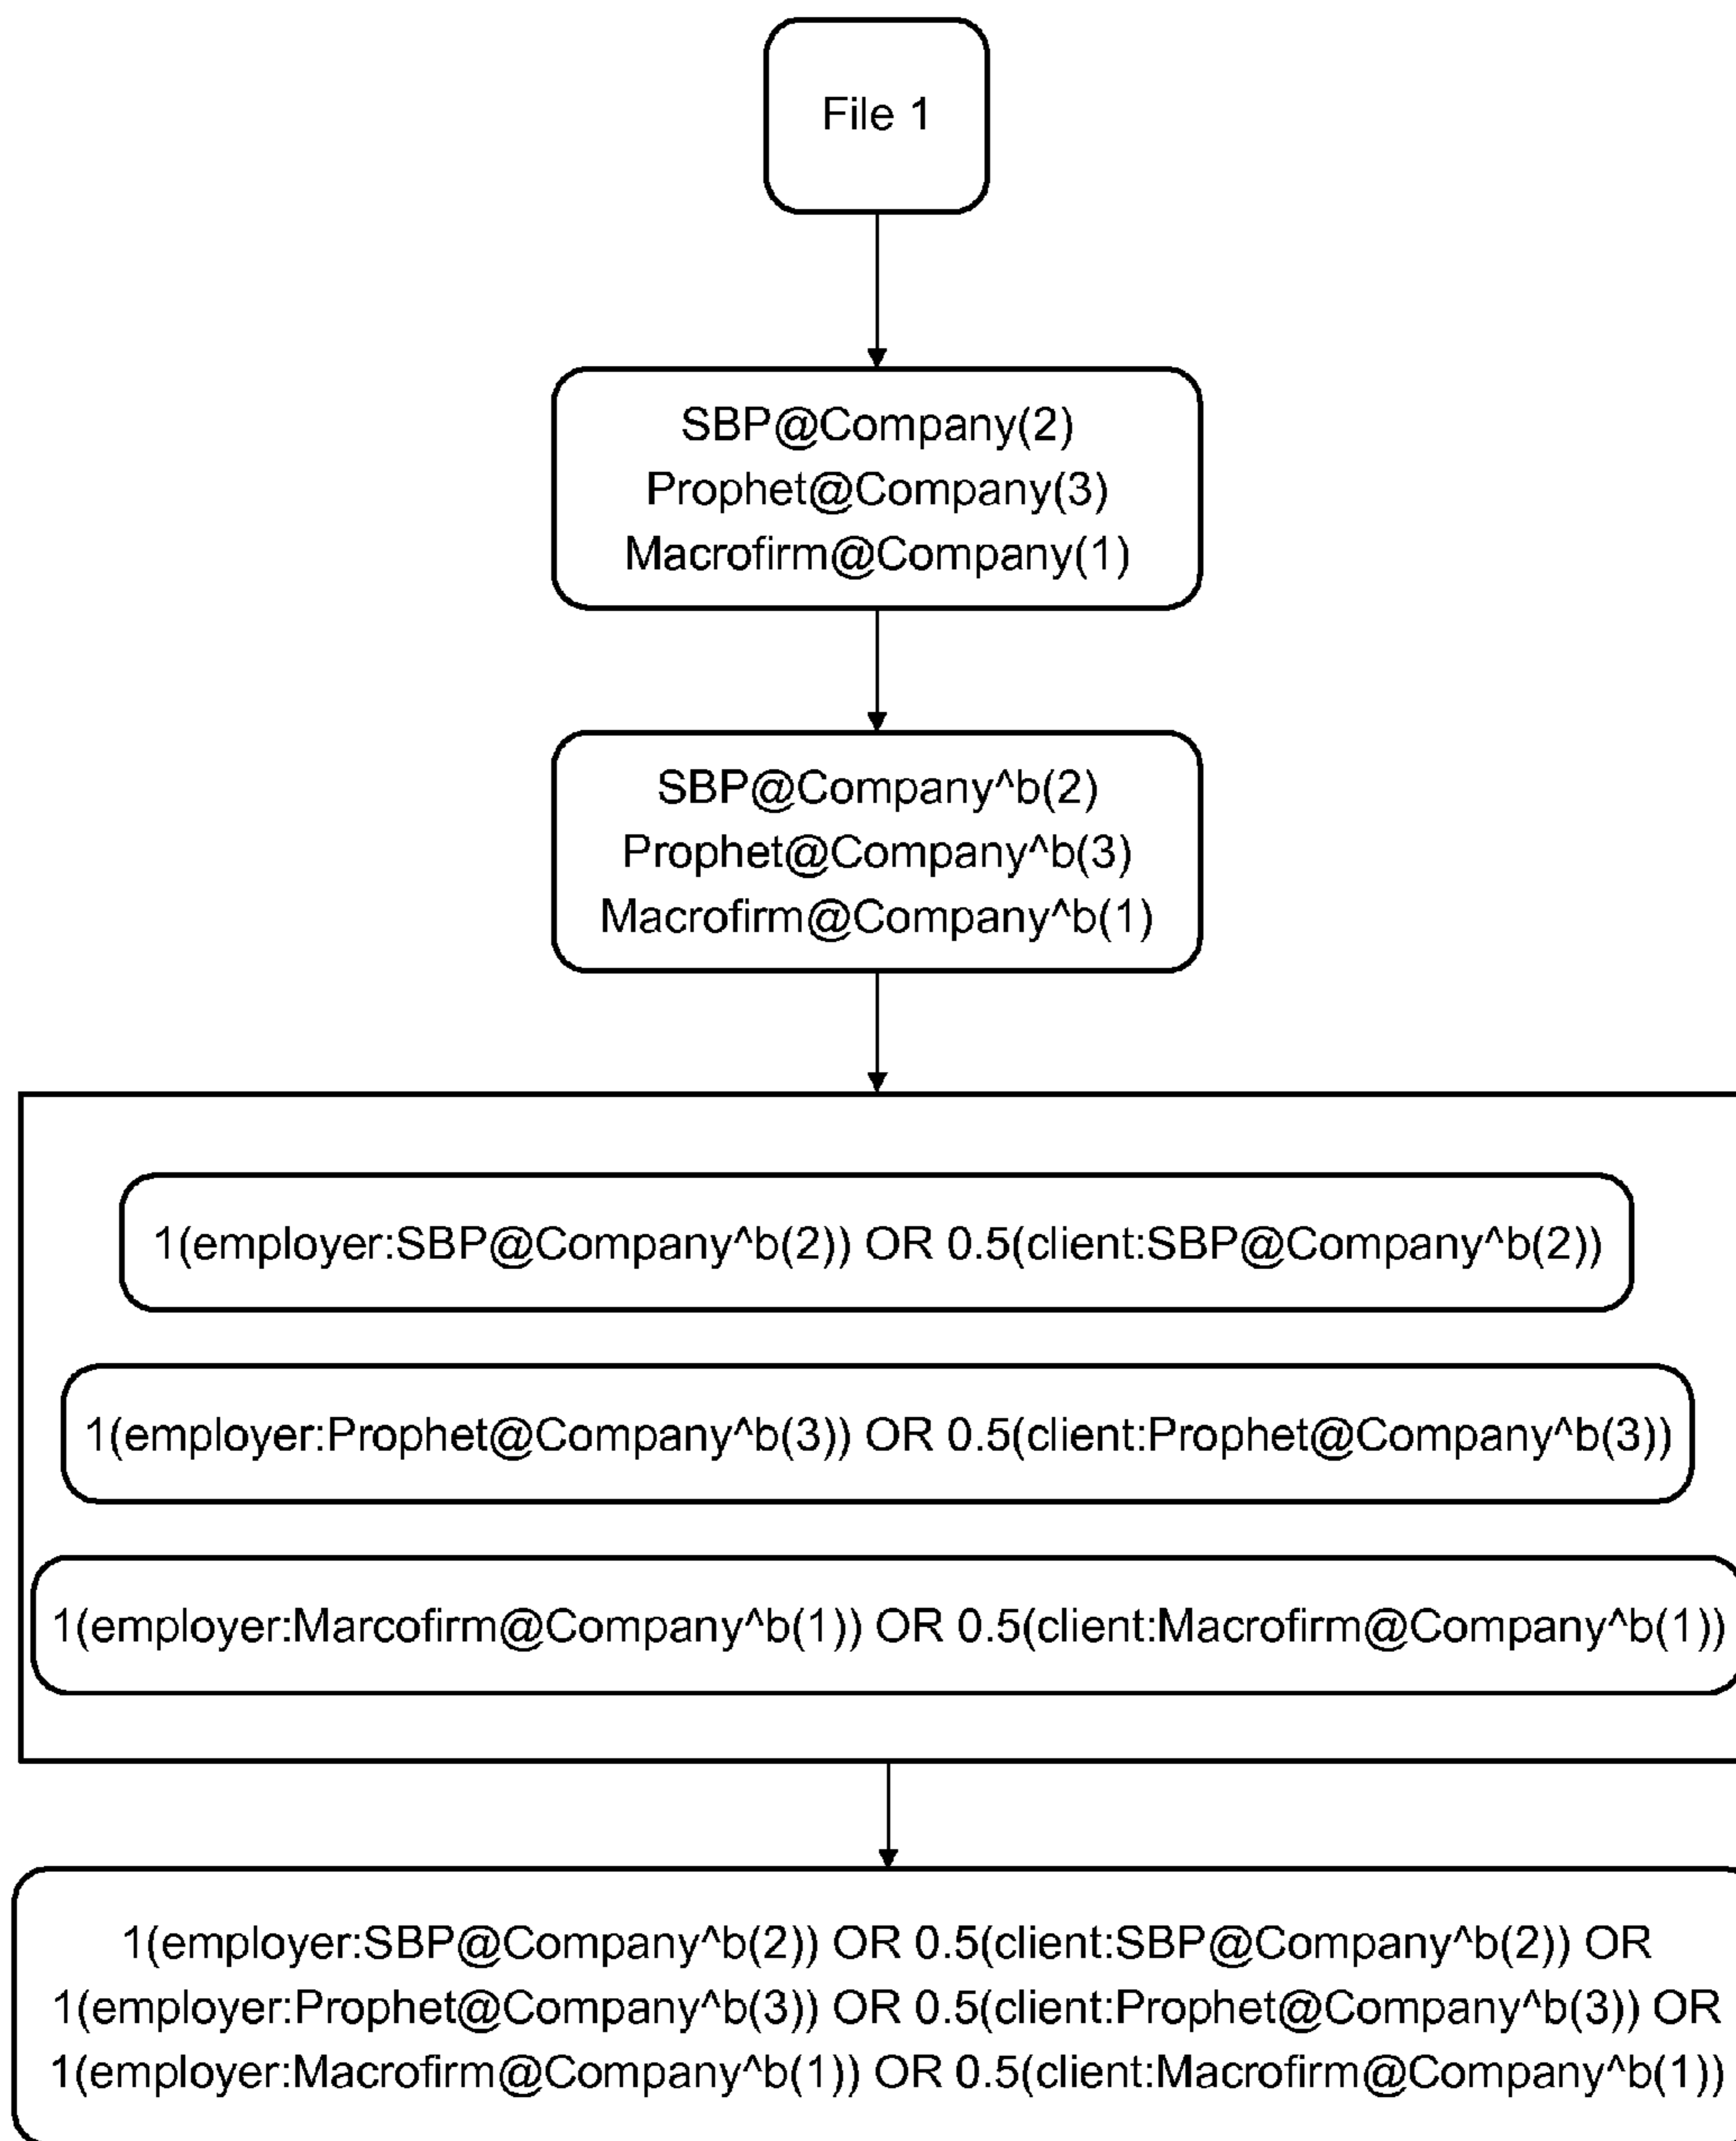 File 1
SBP@Company(2)
Prophet@Company(3)
Macrofirm@Company(1)
SBP@Company^b(2)
Prophet@Company^b(3)
Macrofirm@Company^b(1)
1(employer:SBP@Company^b(2)) OR 0.5(client:SBP@Company^b(2))
1(employer:Prophet@Company^b(3)) OR 0.5(client:Prophet@Company^b(3))
1(employer:Marcofirm@Company^b(1)) OR 0.5(client:Macrofirm@Company^b(1))
1(employer:SBP@Company^b(2)) OR 0.5(client:SBP@Company^b(2)) OR
1(employer:Prophet@Company^b(3)) OR 0.5(client:Prophet@Company^b(3)) OR
1(employer:Macrofirm@Company^b(1)) OR 0.5(client:Macrofirm@Company^b(1))